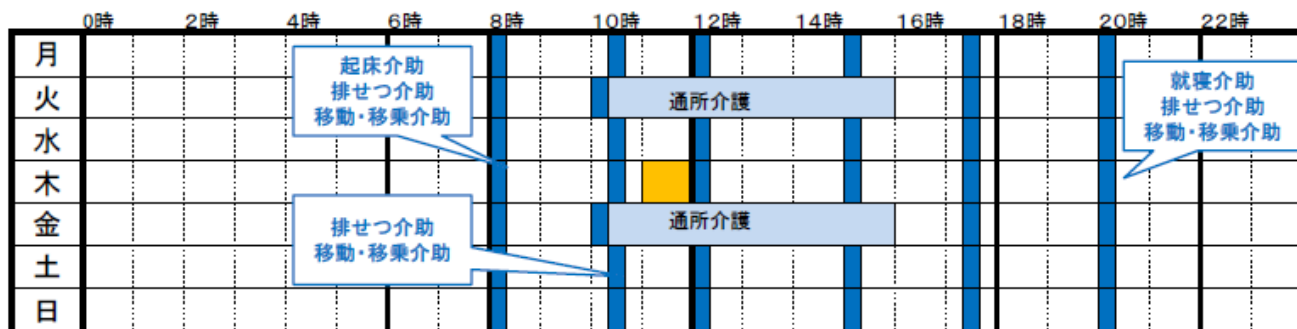 0時 2時 4時 6時 8時 10時 12時 14時 16時 18時 20時 22時
月
起床介助
排せつ介助
移動・移乗介助
就寝介助
排せつ介助
移動・移乗介助
火
通所介護
水
木
金
通所介護
排せつ介助
移動・移乗介助
土
日